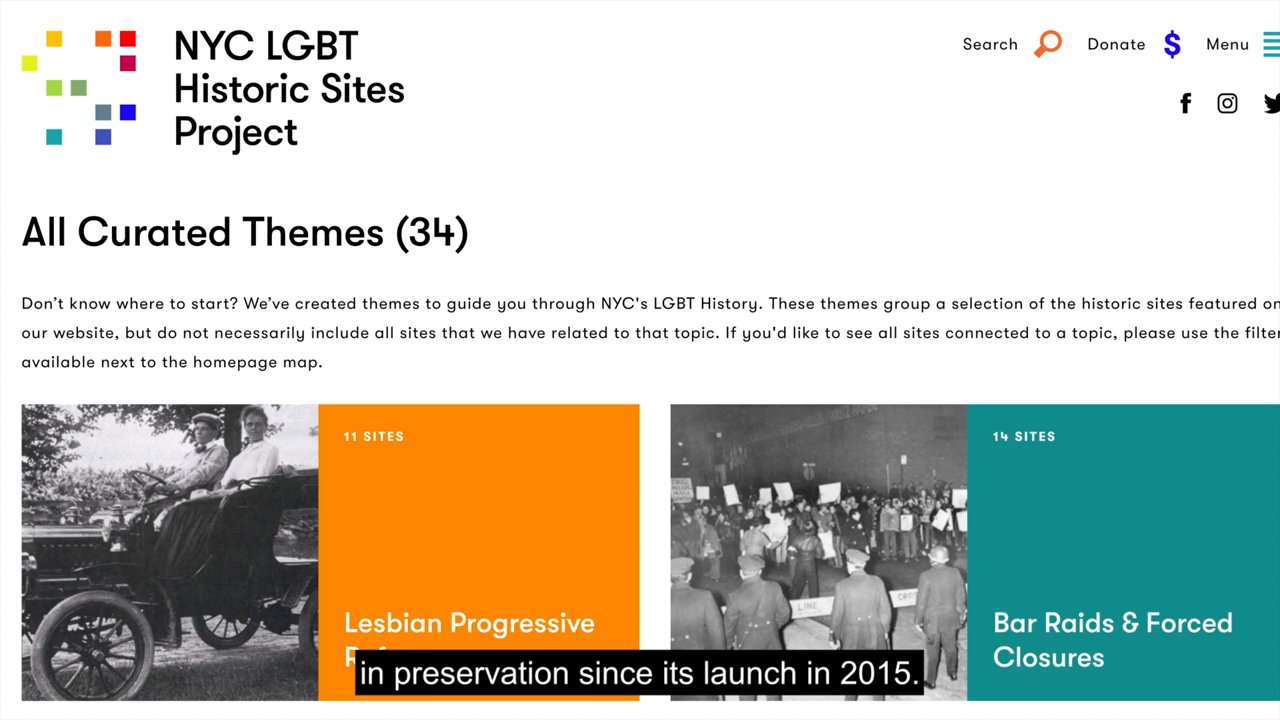 NYC LGBT
Historic Sites
Project
Search
Donate
$
Menu
All Curated Themes (34)
Don’t know where to start? We’ve created themes to guide you through NYC's LGBT History. These themes group a selection of the historic sites featured on
our website, but do not necessarily include all sites that we have related to that topic. If you'd like to see all sites connected to a topic, please use the filter
available next to the homepage map.
11 SITES
Lesbian Progressive
14 SITES
Bar Raids & Forced
Closures
LINE
in preservation since its launch in 2015.